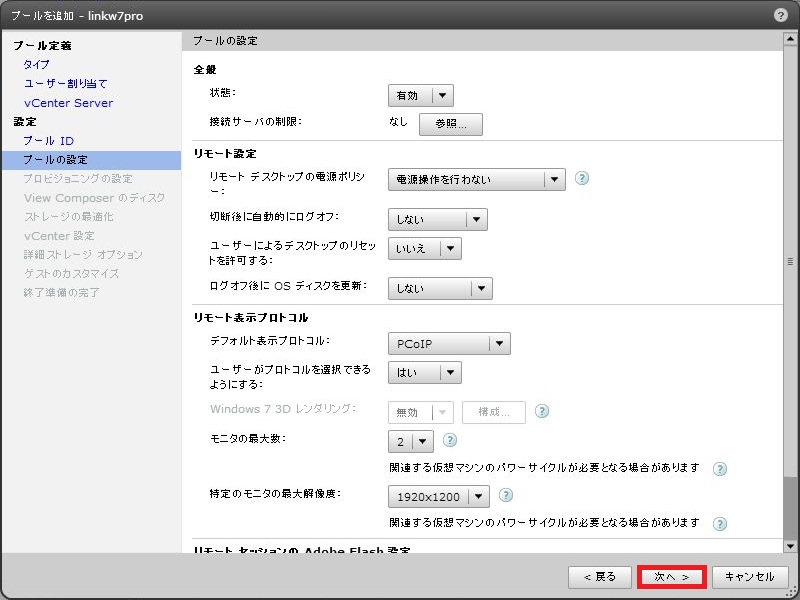 プールを追加 - linkw7pro
?
プール定義
タイプ
ユーザー割り当て
vCenter Server
設定
プール ID
プールの設定
プロビジョニングの設定
View Composer のディスク
ストレージの最適化
vCenter 設定
詳細ストレージ オプション
ゲストのカスタマイズ
終了準備の完了
プールの設定
全般
状態: 有効
接続サーバの制限: なし 参照...
リモート設定
リモート デスクトップの電源ポリシ
ー: 電源操作を行わない ?
切断後に自動的にログオフ: しない
ユーザーによるデスクトップのリセッ
トを許可する: いいえ
ログオフ後に OS ディスクを更新: しない
リモート表示プロトコル
デフォルト表示プロトコル: PCoIP
ユーザーがプロトコルを選択できる
ようにする: はい
Windows 7 3D レンダリング: 無効 構成... ?
モニタの最大数: 2 ?
関連する仮想マシンのパワーサイクルが必要となる場合があります ?
特定のモニタの最大解像度: 1920x1200 ?
関連する仮想マシンのパワーサイクルが必要となる場合があります ?
リモート セッションの Adobe Flash 設定
< 戻る 次へ > キャンセル